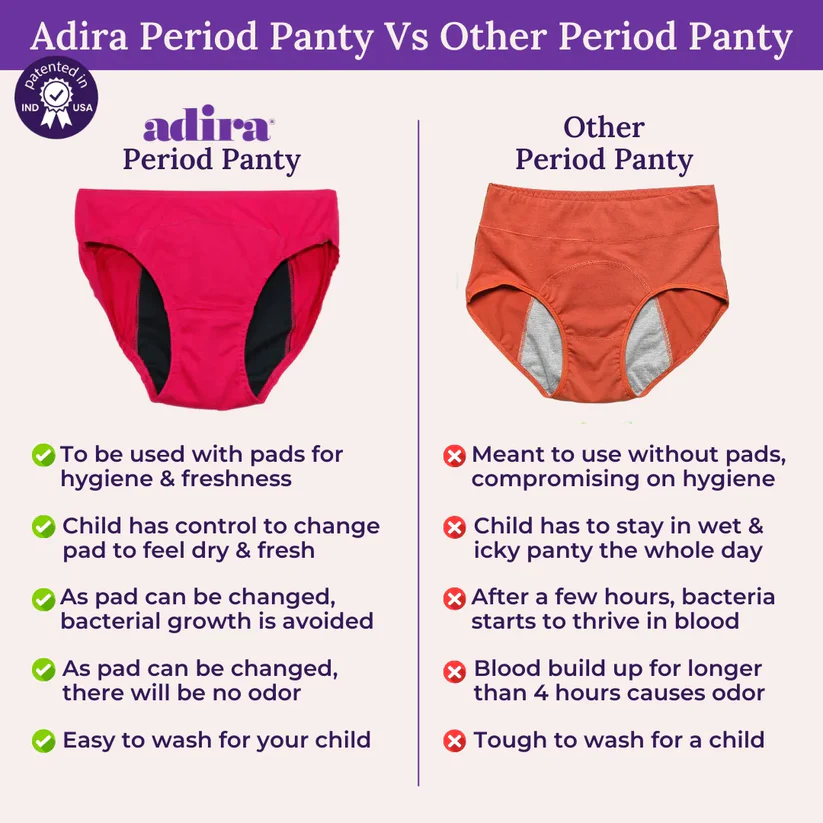 Adira Period Panty Vs Other Period Panty
patented in
IND USA
adira®
Period Panty
Other
Period Panty
To be used with pads for
hygiene & freshness
Child has control to change
pad to feel dry & fresh
As pad can be changed,
bacterial growth is avoided
As pad can be changed,
there will be no odor
Easy to wash for your child
Meant to use without pads,
compromising on hygiene
Child has to stay in wet &
icky panty the whole day
After a few hours, bacteria
starts to thrive in blood
Blood build up for longer
than 4 hours causes odor
Tough to wash for a child